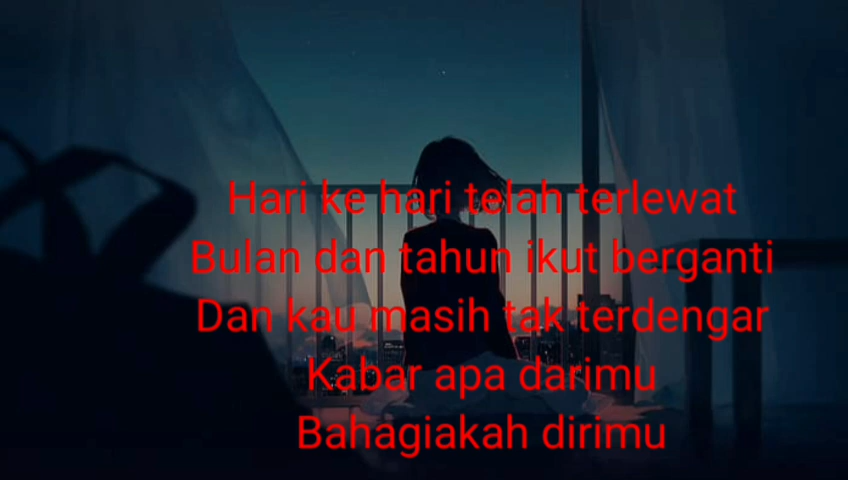 Hari ke hari telah terlewat
Bulan dan tahun ikut berganti
Dan kau masih tak terdengar
Kabar apa darimu
Bahagiakah dirimu